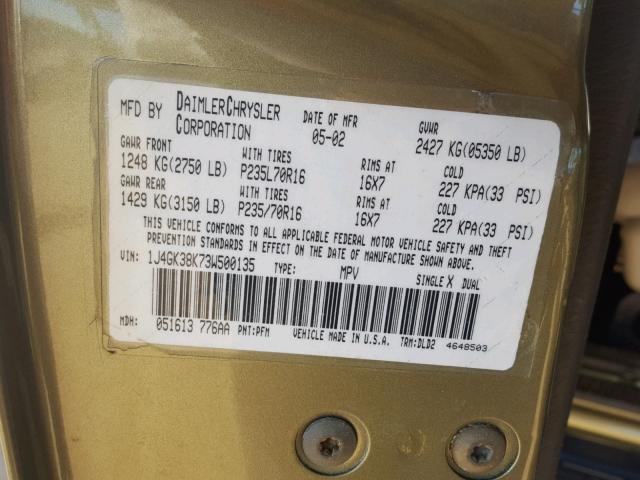 MFD BY DAIMLERCHRYSLER CORPORATION DATE OF MFR 05-02 GVWR 2427 KG(05350 LB)
GAWR FRONT WITH TIRES RIMS AT COLD
1248 KG(2750 LB) P235L70R16 16X7 227 KPA(33 PSI)
GAWR REAR WITH TIRES RIMS AT COLD
1429 KG(3150 LB) P235/70R16 16X7 227 KPA(33 PSI)
THIS VEHICLE CONFORMS TO ALL APPLICABLE FEDERAL MOTOR VEHICLE SAFETY AND THEFT
PREVENTION STANDARDS IN EFFECT ON THE DATE OF MANUFACTURE SHOWN ABOVE.
VIN: 1J4GK38K73W500135 TYPE: MPV SINGLE X DUAL
MDH: 051613 776AA PNT:PFM VEHICLE MADE IN U.S.A. TRM:DLD2 4648503